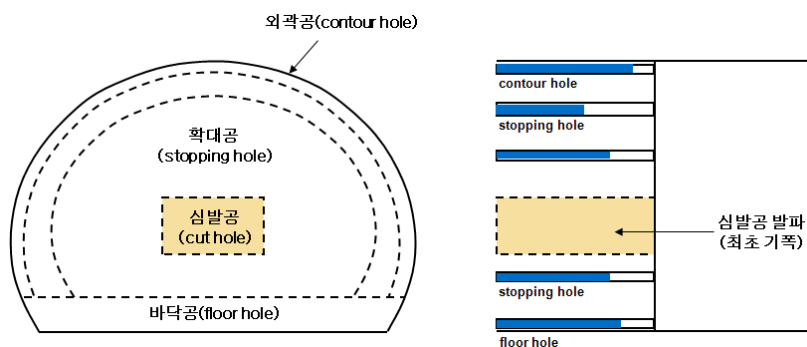 외곽공(contour hole)
확대공
(stopping hole)
심발공
(cut hole)
바닥공(floor hole)
contour hole
stopping hole
심발공 발파
(최초 기폭)
stopping hole
floor hole